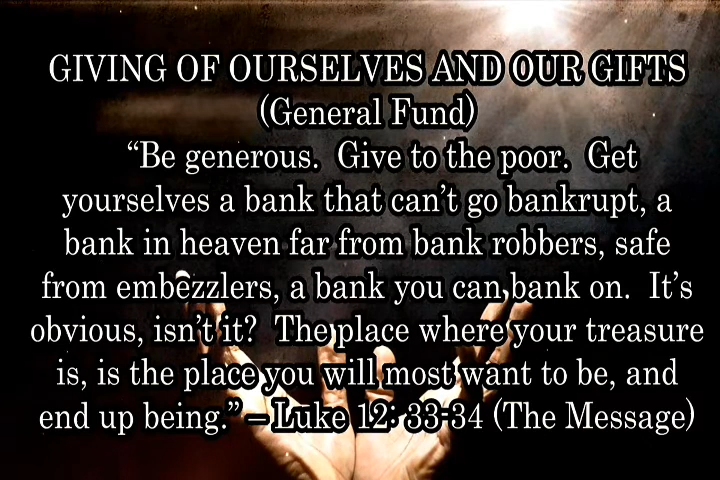 GIVING OF OURSELVES AND OUR GIFTS
(General Fund)
“Be generous.  Give to the poor.  Get
yourselves a bank that can’t go bankrupt, a
bank in heaven far from bank robbers, safe
from embezzlers, a bank you can bank on.  It’s
obvious, isn’t it?  The place where your treasure
is, is the place you will most want to be, and
end up being.” – Luke 12: 33-34 (The Message)